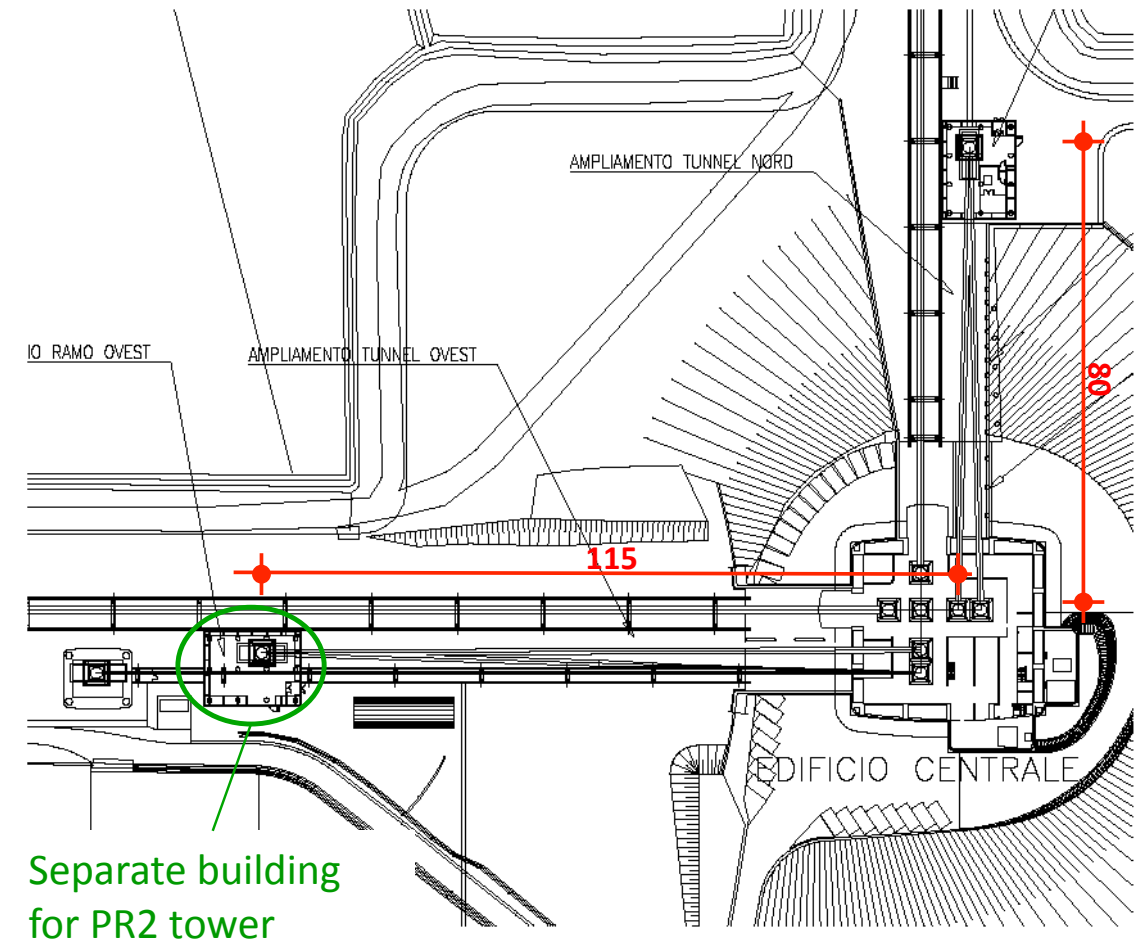 AMPLIAMENTO TUNNEL NORD
80
IO RAMO OVEST
AMPLIAMENTO TUNNEL OVEST
115
EDIFICIO CENTRALE
Separate building
for PR2 tower